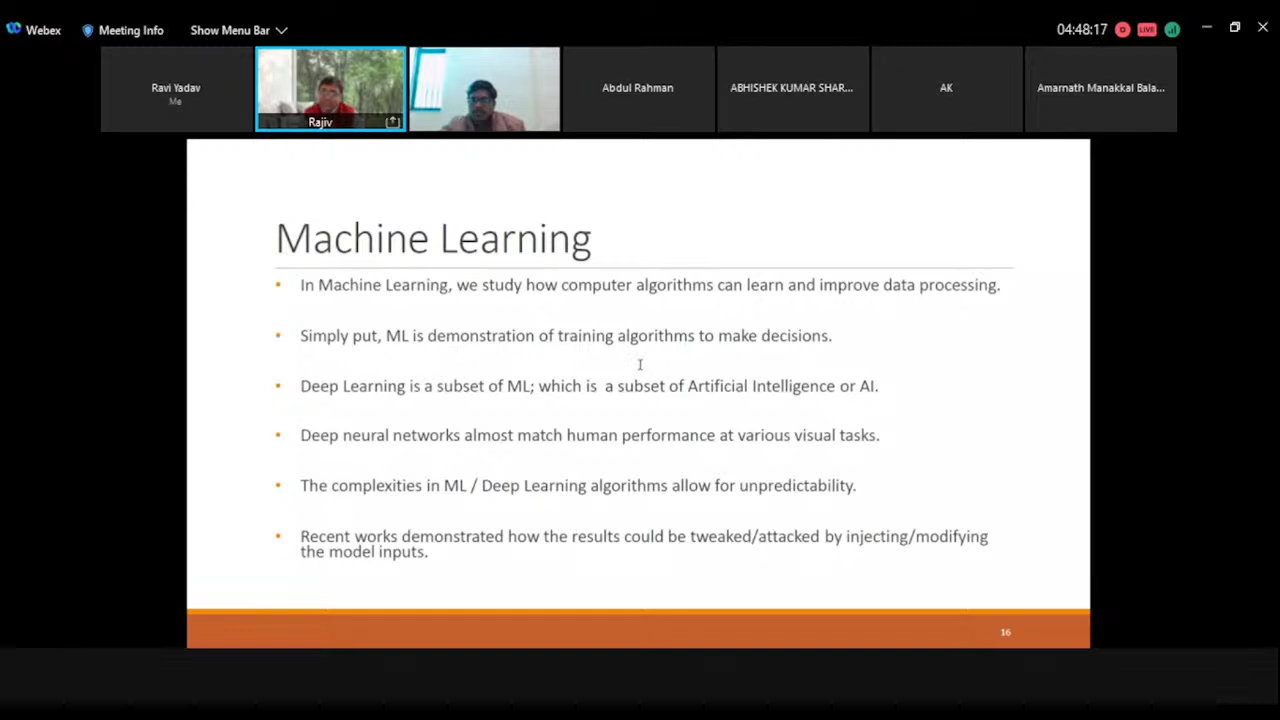 Webex
Meeting Info
Show Menu Bar
04:48:17
LIVE
Ravi Yadav
Me
Rajiv
Abdul Rahman
ABHISHEK KUMAR SHAR...
AK
Amarnath Manakkal Bala...
Machine Learning
• In Machine Learning, we study how computer algorithms can learn and improve data processing.
• Simply put, ML is demonstration of training algorithms to make decisions.
• Deep Learning is a subset of ML; which is a subset of Artificial Intelligence or AI.
• Deep neural networks almost match human performance at various visual tasks.
• The complexities in ML / Deep Learning algorithms allow for unpredictability.
• Recent works demonstrated how the results could be tweaked/attacked by injecting/modifying
the model inputs.
16